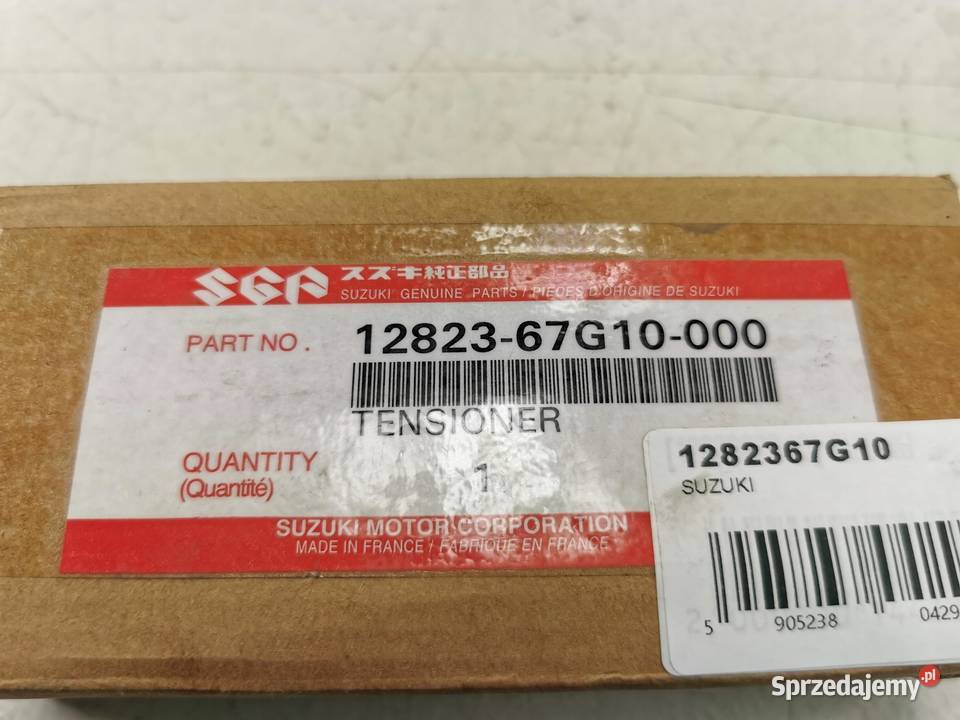 SGP スズキ純正部品
SUZUKI GENUINE PARTS / PIÈCES D'ORIGINE DE SUZUKI
PART NO. 12823-67G10-000
TENSIONER
QUANTITY 1
(Quantité)
SUZUKI MOTOR CORPORATION
MADE IN FRANCE / FABRIQUÉ EN FRANCE
1282367G10
SUZUKI
5 905238 0429
Sprzedajemy.pl